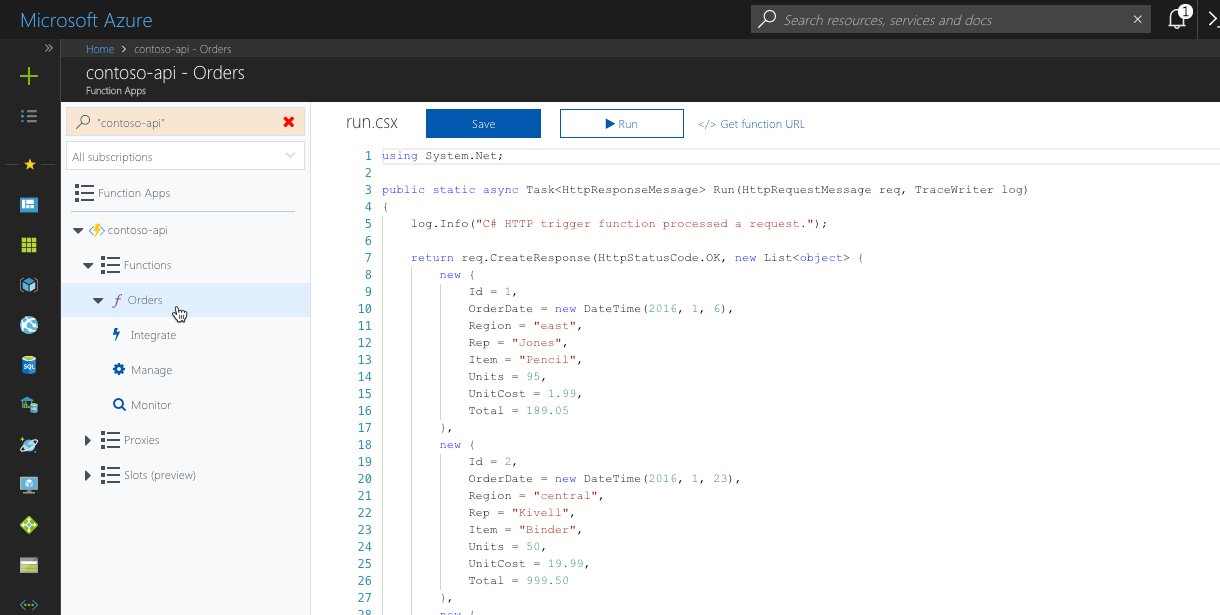 Microsoft Azure
Search resources, services and docs
1
Home > contoso-api - Orders
contoso-api - Orders
Function Apps
"contoso-api"
All subscriptions
Function Apps
contoso-api
Functions
Orders
Integrate
Manage
Monitor
Proxies
Slots (preview)
SQL
run.csx
Save
Run
</> Get function URL
1 using System.Net;
2
3 public static async Task<HttpResponseMessage> Run(HttpRequestMessage req, TraceWriter log)
4 {
5     log.Info("C# HTTP trigger function processed a request.");
6
7     return req.CreateResponse(HttpStatusCode.OK, new List<object> {
8         new {
9             Id = 1,
10             OrderDate = new DateTime(2016, 1, 6),
11             Region = "east",
12             Rep = "Jones",
13             Item = "Pencil",
14             Units = 95,
15             UnitCost = 1.99,
16             Total = 189.05
17         },
18         new {
19             Id = 2,
20             OrderDate = new DateTime(2016, 1, 23),
21             Region = "central",
22             Rep = "Kivell",
23             Item = "Binder",
24             Units = 50,
25             UnitCost = 19.99,
26             Total = 999.50
27         },
28         new {